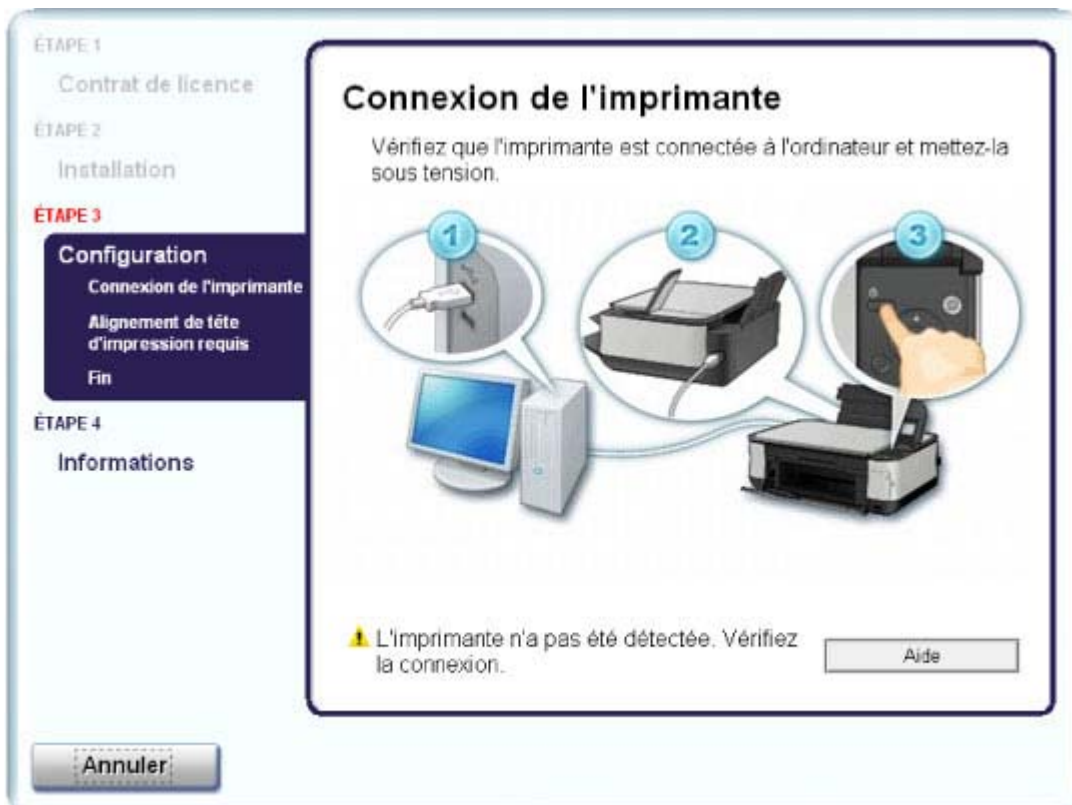 ÉTAPE 1
Contrat de licence
ÉTAPE 2
Installation
ÉTAPE 3
Configuration
Connexion de l'imprimante
Alignement de tête
d'impression requis
Fin
ÉTAPE 4
Informations
Annuler
Connexion de l'imprimante
Vérifiez que l'imprimante est connectée à l'ordinateur et mettez-la
sous tension.
1
2
3
L'imprimante n'a pas été détectée. Vérifiez
la connexion.
Aide